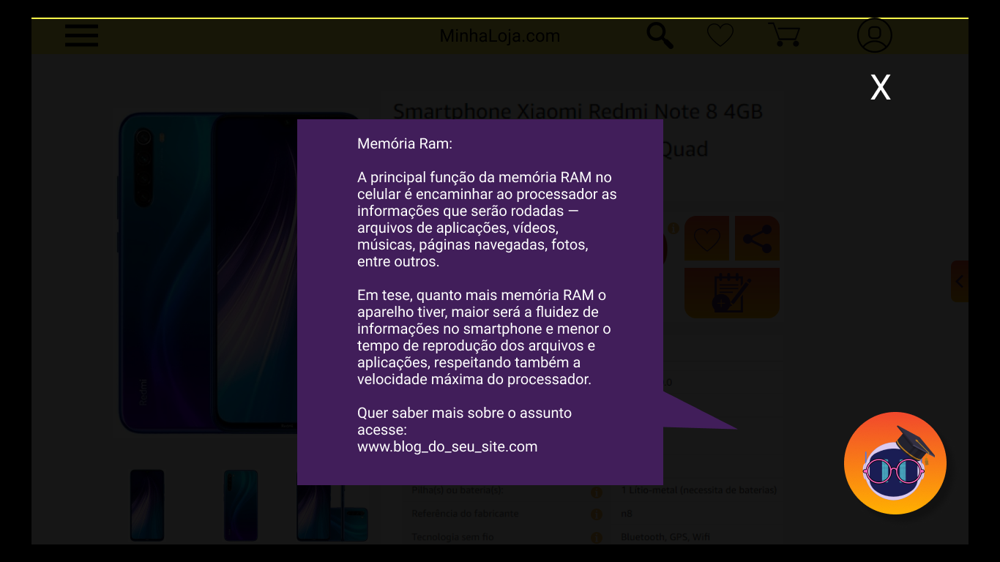 MinhaLoja.com
X
Smartphone Xiaomi Redmi Note 8 4GB
Quad
Memória Ram:
A principal função da memória RAM no
celular é encaminhar ao processador as
informações que serão rodadas —
arquivos de aplicações, vídeos,
músicas, páginas navegadas, fotos,
entre outros.
Em tese, quanto mais memória RAM o
aparelho tiver, maior será a fluidez de
informações no smartphone e menor o
tempo de reprodução dos arquivos e
aplicações, respeitando também a
velocidade máxima do processador.
Quer saber mais sobre o assunto
acesse:
www.blog_do_seu_site.com
Redmi
Pilha(s) ou bateria(s): 1 Lítio-metal (necessita de baterias)
Referência do fabricante n8
Tecnologia sem fio Bluetooth, GPS, Wifi